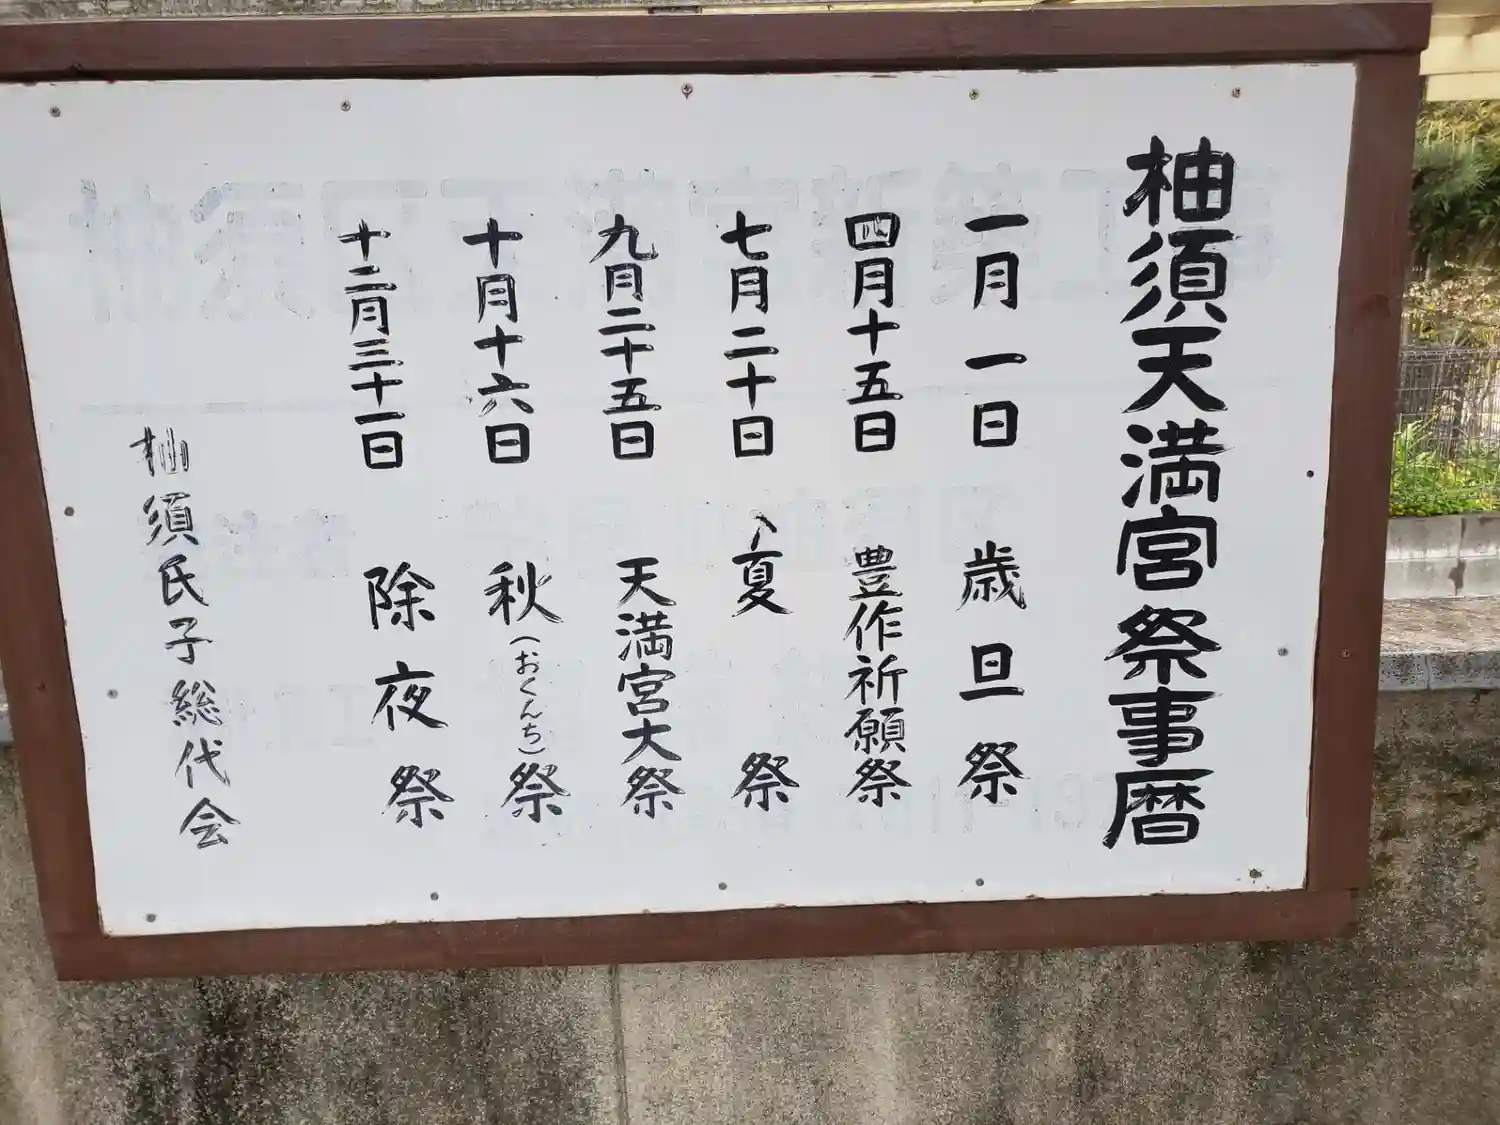 柚須天満宮祭事暦
一月一日 歳旦祭
四月十五日 豊作祈願祭
七月二十日 夏祭
九月二十五日 天満宮大祭
十月十六日 秋(おくんち)祭
十二月三十一日 除夜祭
柚須氏子総代会